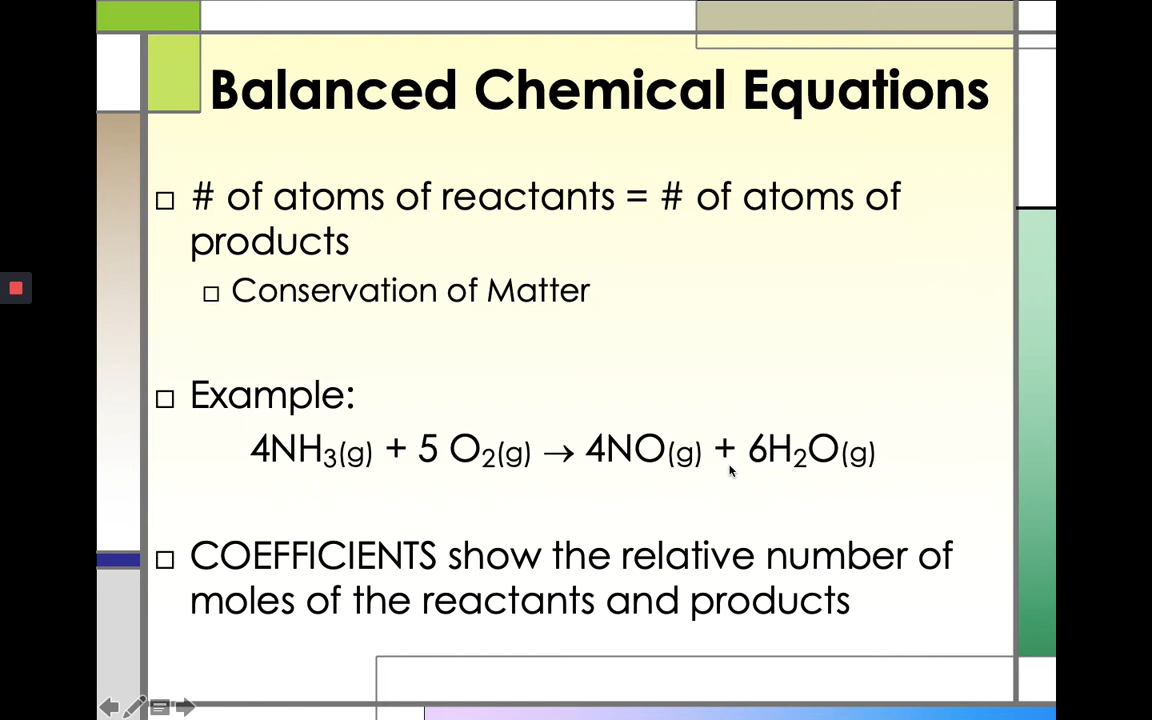 Balanced Chemical Equations
# of atoms of reactants = # of atoms of
products
Conservation of Matter
Example:
4NH₃(g) + 5 O₂(g) → 4NO(g) + 6H₂O(g)
COEFFICIENTS show the relative number of
moles of the reactants and products